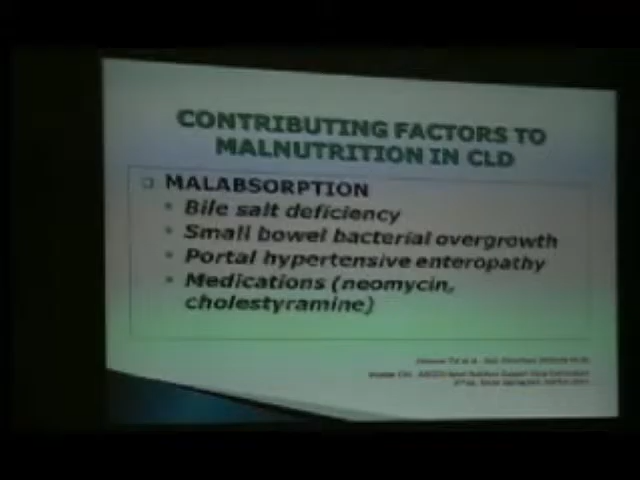 CONTRIBUTING FACTORS TO
MALNUTRITION IN CLD
MALABSORPTION
Bile salt deficiency
Small bowel bacterial overgrowth
Portal hypertensive enteropathy
Medications (neomycin,
cholestyramine)